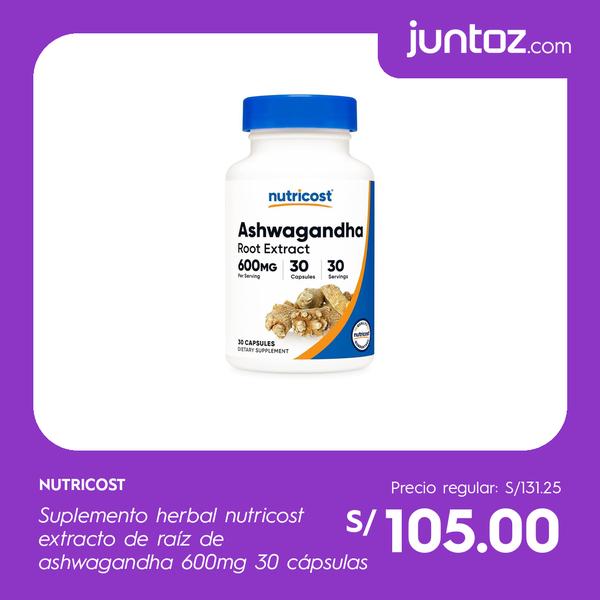 juntoz.com
nutricost
Ashwagandha
Root Extract
600MG 30 30
Per Serving Capsules Servings
30 CAPSULES
DIETARY SUPPLEMENT
nutricost
NUTRICOST
Suplemento herbal nutricost
extracto de raíz de
ashwagandha 600mg 30 cápsulas
Precio regular: S/131.25
S/ 105.00